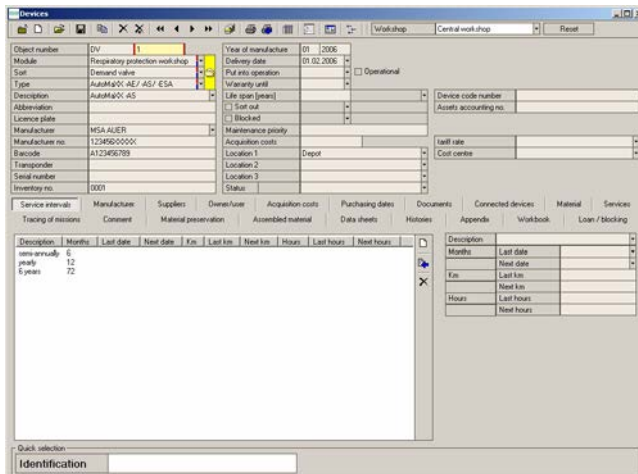 Devices
Workshop Central workshop Reset
Object number DV 1 Year of manufacture 01 2006
Module Respiratory protection workshop Delivery date 01.02.2006
Sort Demand valve Put into operation Operational
Type AutoMaXX-AE/-AS/-ESA Warranty until
Description AutoMaXX-AS Life span [years] Device code number
Abbreviation Sort out Assets accounting no.
Licence plate Blocked
Manufacturer MSA AUER Maintenance priority
Manufacturer no. 123456XXXXX Acquisition costs tariff rate
Barcode A123456789 Location 1 Depot Cost centre
Transponder Location 2
Serial number Location 3
Inventory no. 0001 Status
Service intervals Manufacturer Suppliers Owner/user Acquisition costs Purchasing dates Documents Connected devices Material Services
Tracing of missions Comment Material preservation Assembled material Data sheets Histories Appendix Workbook Loan / blocking
Description Months Last date Next date Km Last km Next km Hours Last hours Next hours
semi-annually 6
yearly 12
6 years 72
Description
Months Last date
Next date
Km Last km
Next km
Hours Last hours
Next hours
Quick selection
Identification